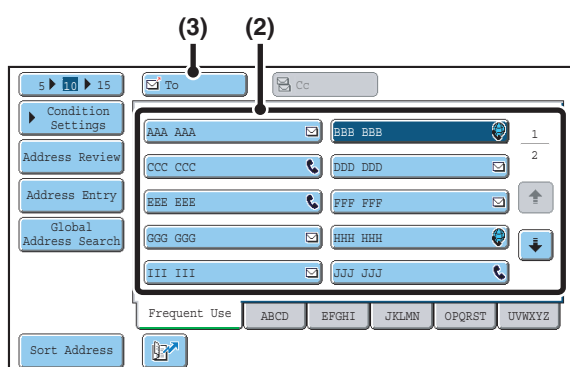 (3) (2)
5 10 15 To Cc
Condition
Settings
Address Review
Address Entry
Global
Address Search
Sort Address
AAA AAA BBB BBB
CCC CCC DDD DDD
EEE EEE FFF FFF
GGG GGG HHH HHH
III III JJJ JJJ
1
2
Frequent Use ABCD EFGHI JKLMN OPQRST UVWXYZ